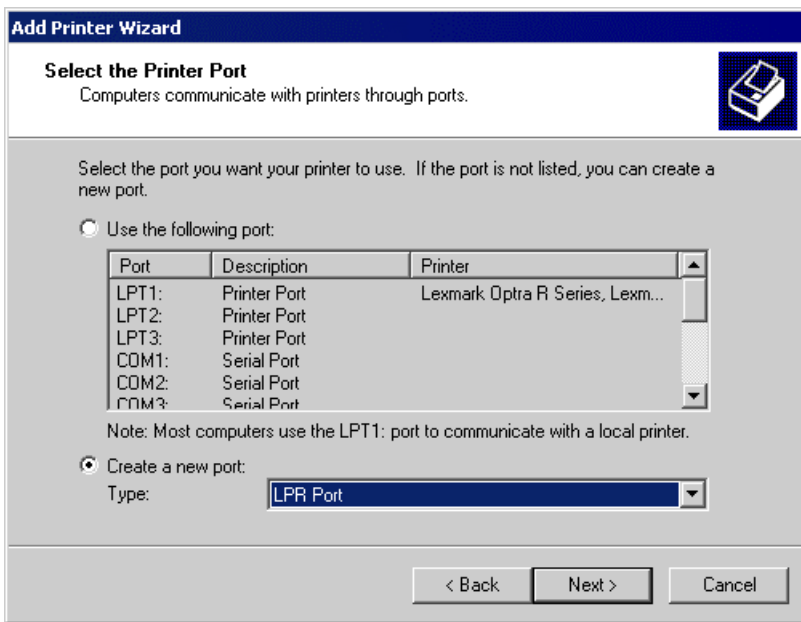 Add Printer Wizard
Select the Printer Port
Computers communicate with printers through ports.
Select the port you want your printer to use. If the port is not listed, you can create a
new port.
Use the following port:
Port Description Printer
LPT1: Printer Port Lexmark Optra R Series, Lexm...
LPT2: Printer Port
LPT3: Printer Port
COM1: Serial Port
COM2: Serial Port
COM3: Serial Port
Note: Most computers use the LPT1: port to communicate with a local printer.
Create a new port:
Type: LPR Port
< Back Next > Cancel